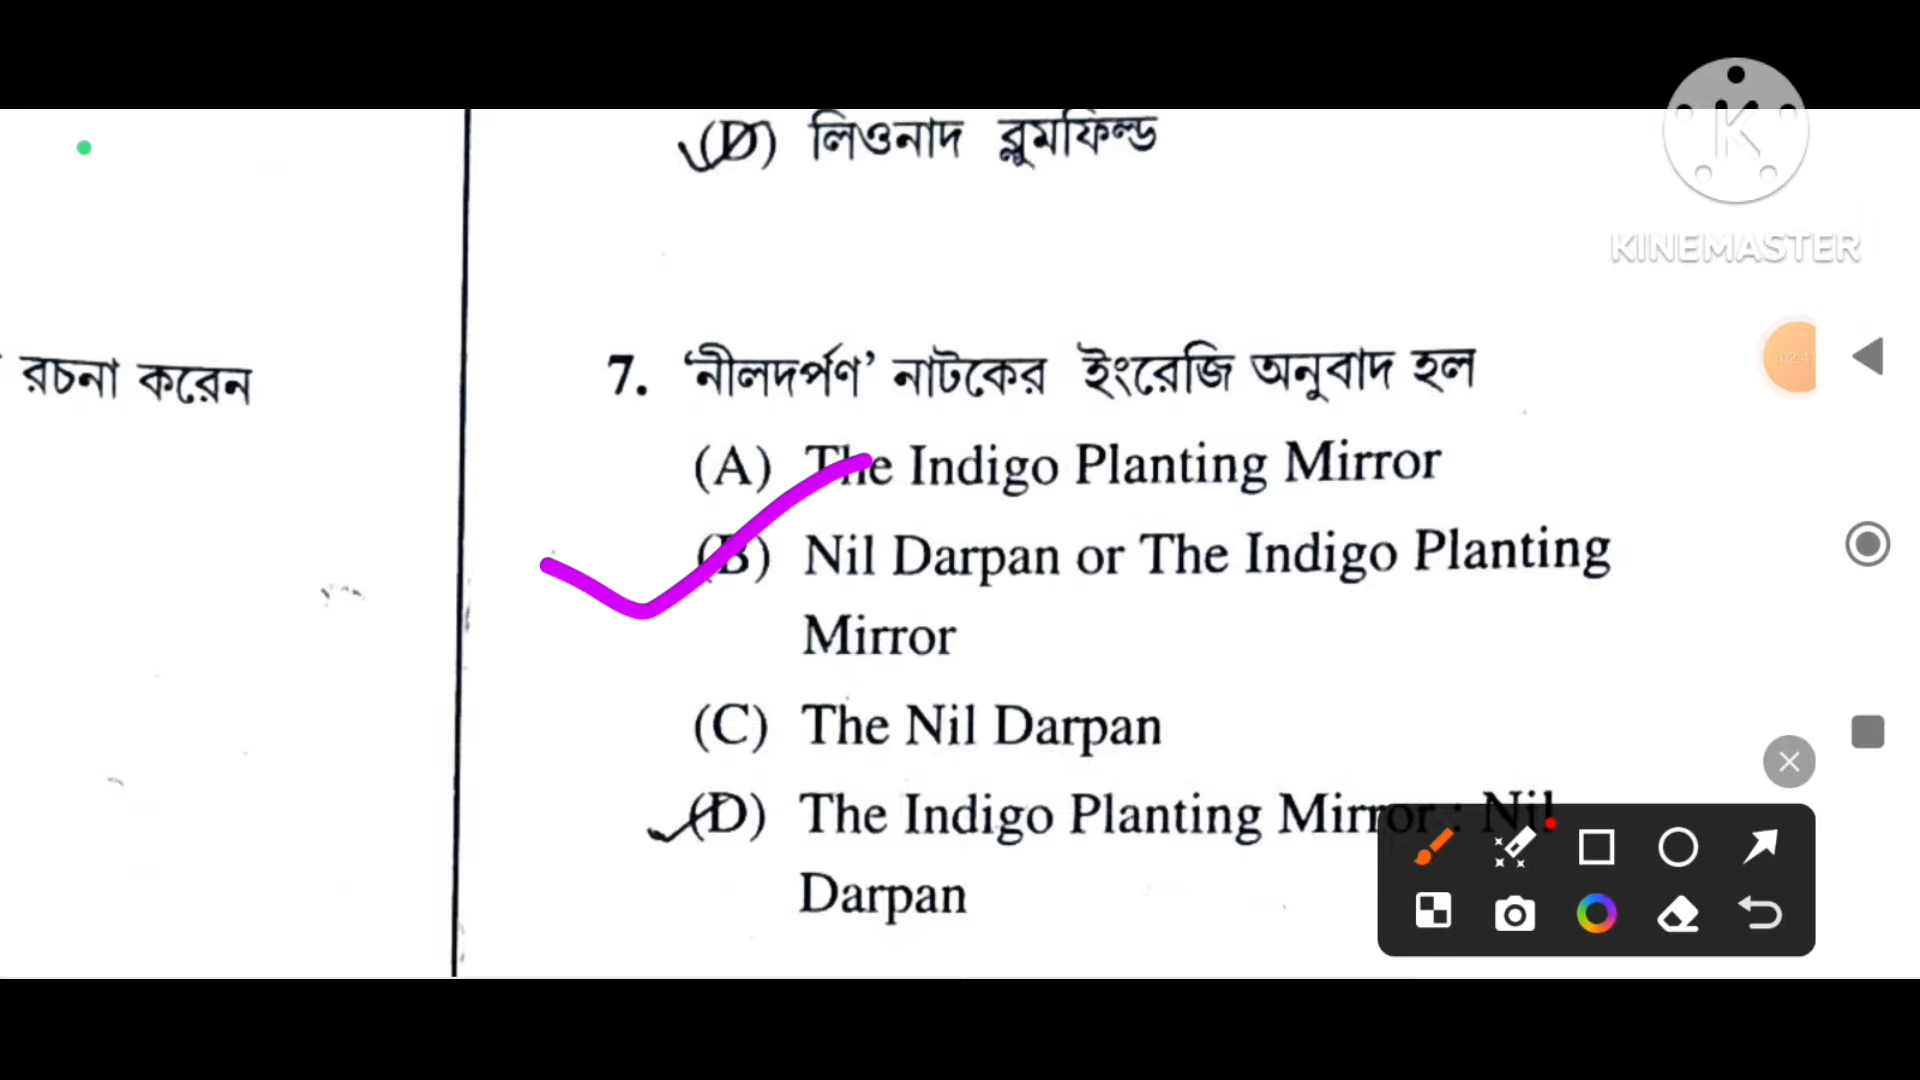 (D) লিওনাদ ব্লুমফিল্ড
KINEMASTER
রচনা করেন
7. ‘নীলদর্পণ’ নাটকের ইংরেজি অনুবাদ হল
(A) The Indigo Planting Mirror
(B) Nil Darpan or The Indigo Planting
Mirror
(C) The Nil Darpan
(D) The Indigo Planting Mirror : Nil
Darpan